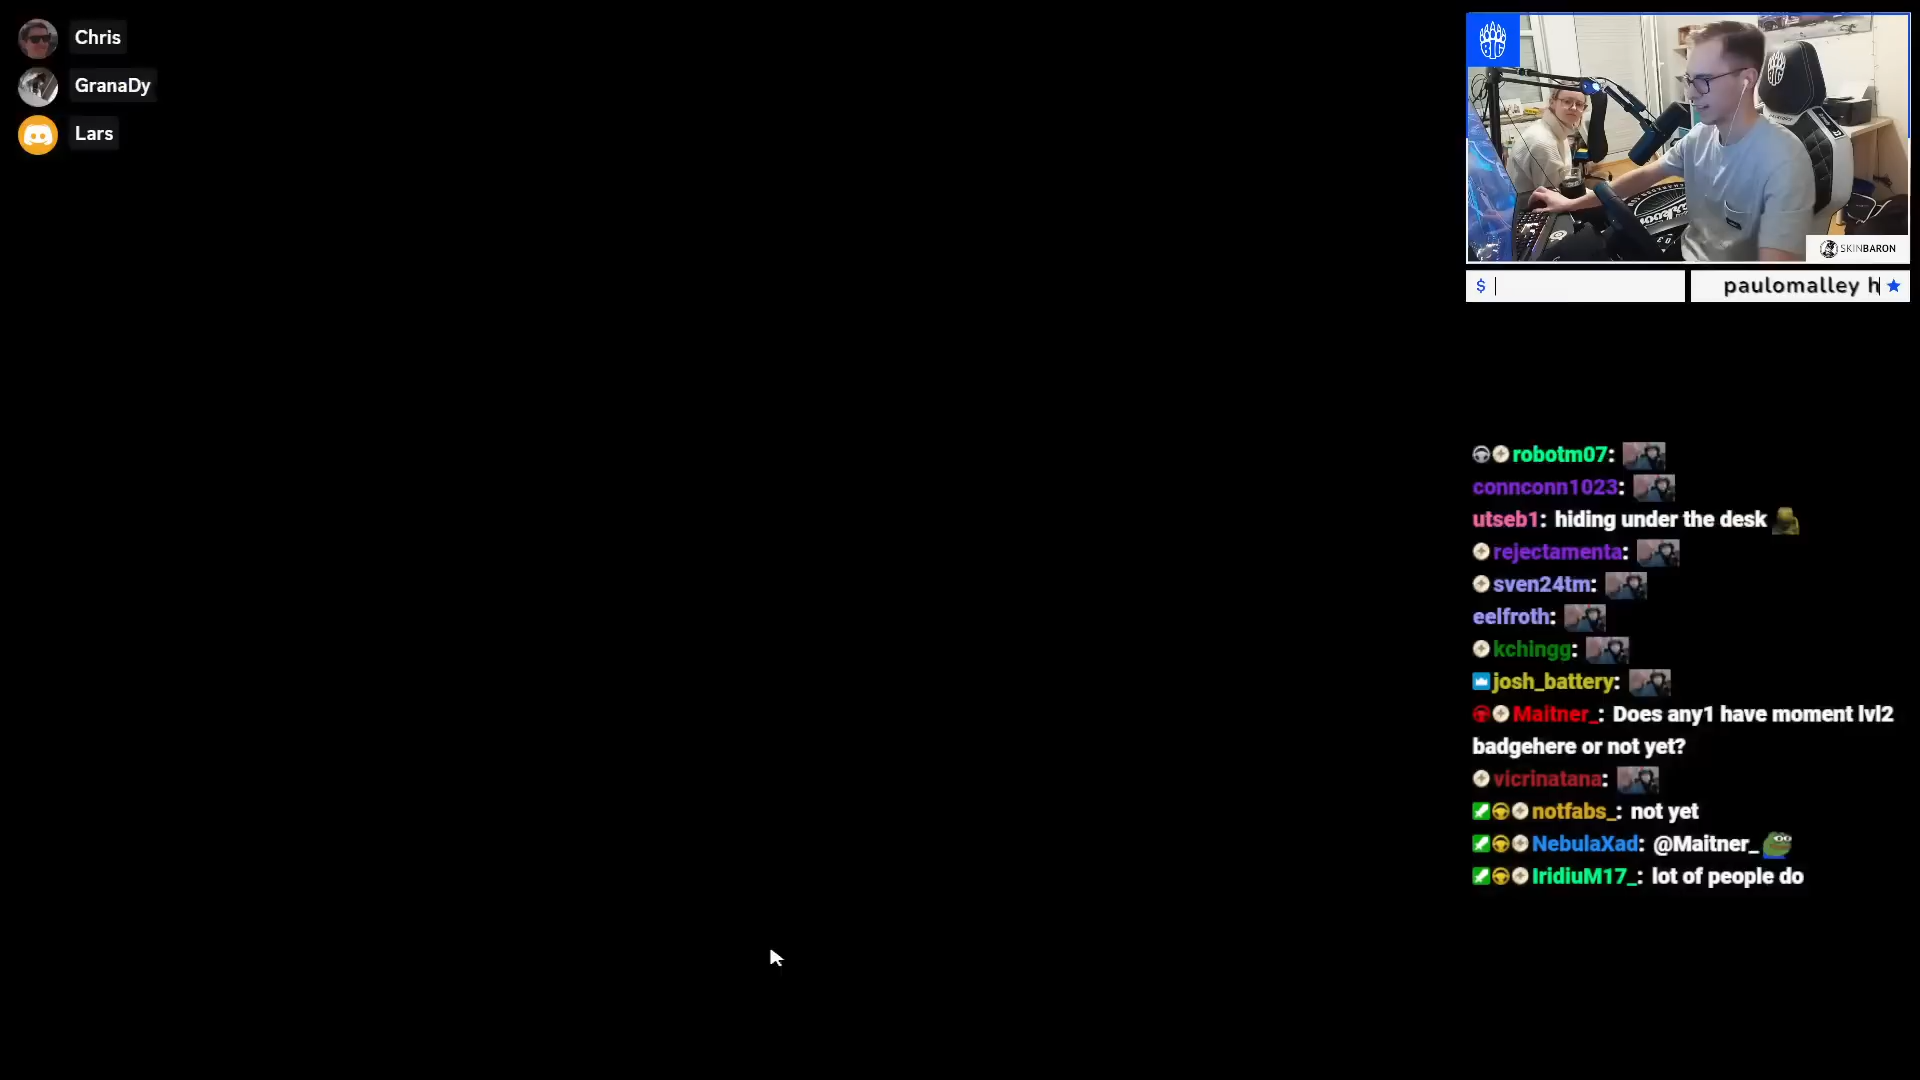 Chris
GranaDy
Lars
BIG
SKINBARON
$
paulomalley h
robotm07:
connconn1023:
utseb1: hiding under the desk
rejectamenta:
sven24tm:
eelfroth:
kchingg:
josh_battery:
Maitner_: Does any1 have moment lvl2
badgehere or not yet?
vicrinatana:
notfabs_: not yet
NebulaXad: @Maitner_
IridiuM17_: lot of people do